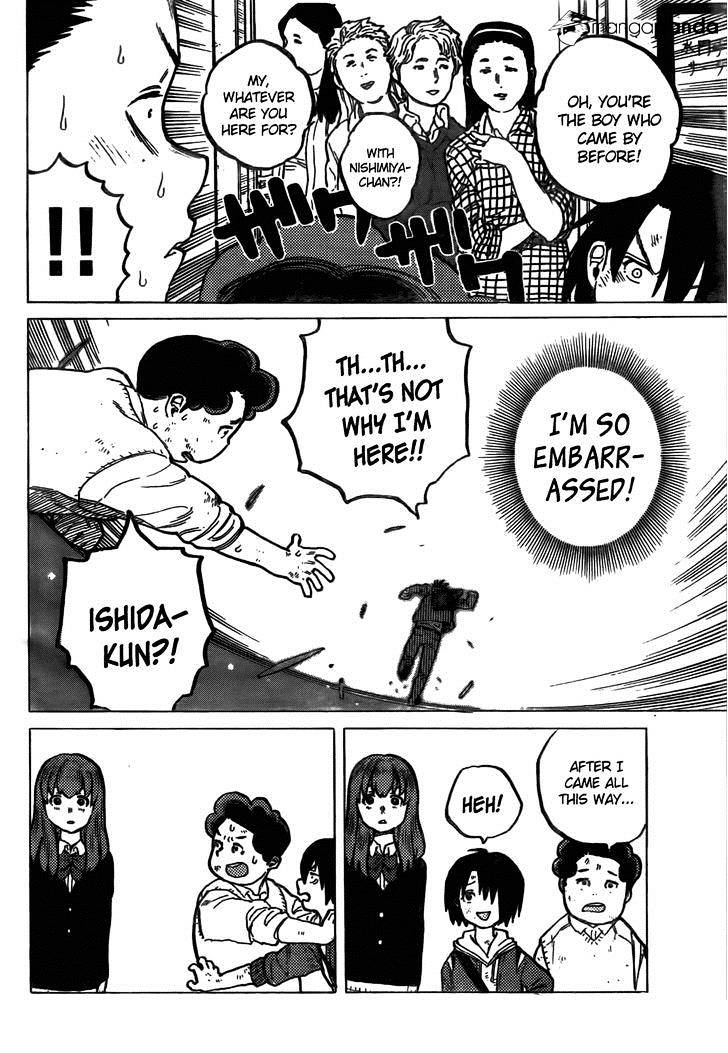 OH, YOU'RE
THE BOY WHO
CAME BY
BEFORE!
WITH
NISHIMIYA-
CHAN?!
MY,
WHATEVER
ARE YOU
HERE FOR?
!!
I'M SO
EMBARR-
ASSED!
TH...TH...
THAT'S NOT
WHY I'M
HERE!!
ISHIDA-
KUN?!
AFTER I
CAME ALL
THIS WAY...
HEH!